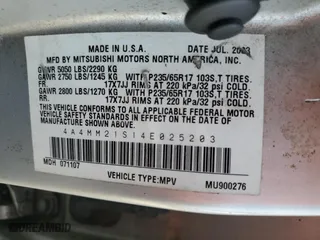 MADE IN U.S.A. DATE JUL. 2003
MFD BY MITSUBISHI MOTORS NORTH AMERICA, INC.
GVWR 5050 LBS/2290 KG
GAWR 2750 LBS/1245 KG WITH P235/65R17 103S,T TIRES.
FR. 17X7JJ RIMS AT 220 kPa/32 psi COLD
GAWR 2800 LBS/1270 KG WITH P235/65R17 103S,T TIRES.
RR. 17X7JJ RIMS AT 220 kPa/32 psi COLD
THIS VEHICLE CONFORMS TO ALL APPLICABLE
FEDERAL MOTOR VEHICLE SAFETY STANDARDS
IN EFFECT ON THE DATE OF MANUFACTURE
SHOWN ABOVE.
4A4MM21S14E025203
MDH 071107
VEHICLE TYPE:MPV
MU900276